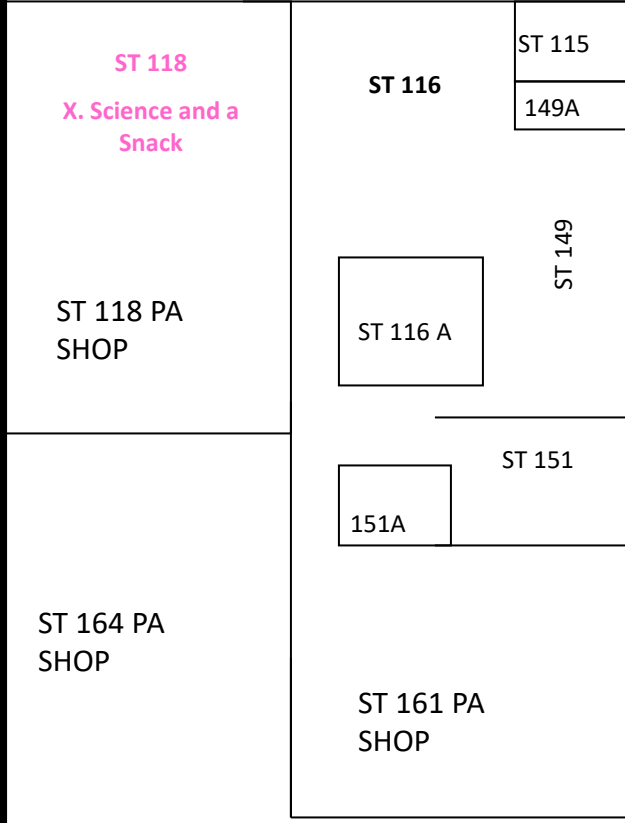 ST 118
X. Science and a
Snack
ST 118 PA
SHOP
ST 164 PA
SHOP
ST 116
ST 115
149A
ST 149
ST 116 A
ST 151
151A
ST 161 PA
SHOP